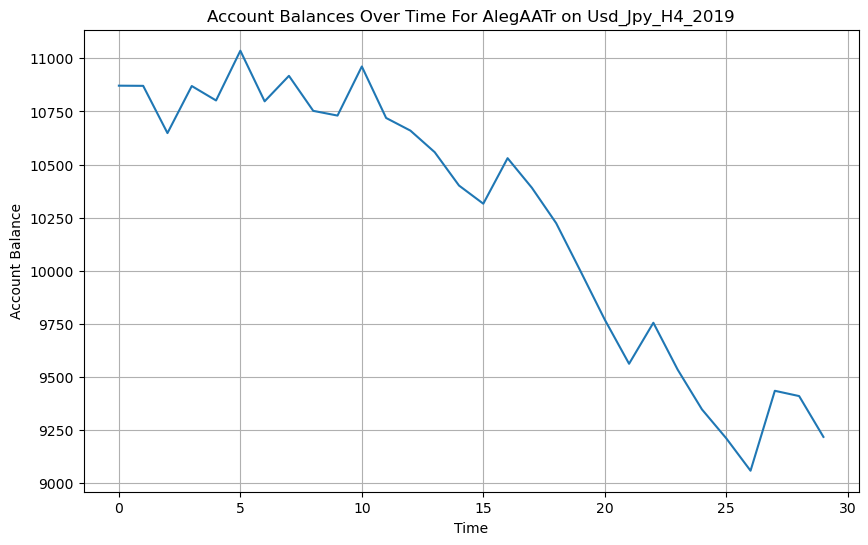 Account Balances Over Time For AlegAATr on Usd_Jpy_H4_2019
Account Balance
11000
10750
10500
10250
10000
9750
9500
9250
9000
0 5 10 15 20 25 30
Time